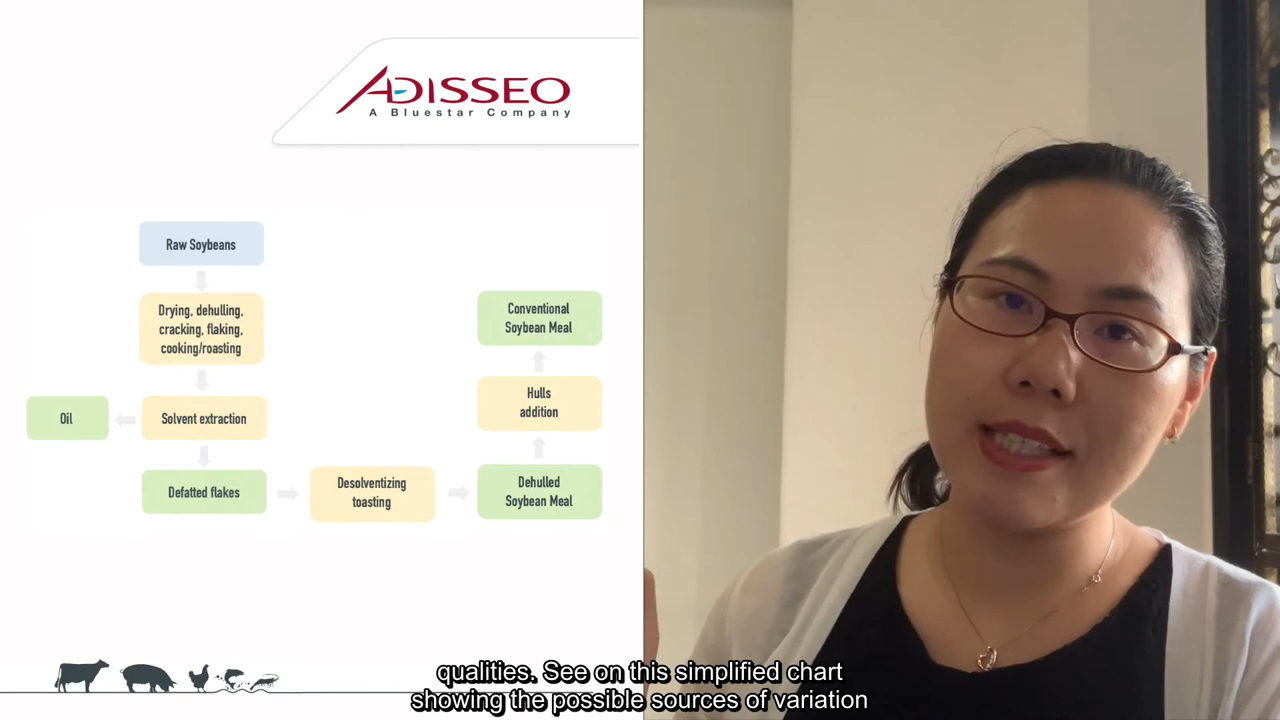 ADISSEO
A Bluestar Company
Raw Soybeans
Drying, dehulling,
cracking, flaking,
cooking/roasting
Oil
Solvent extraction
Defatted flakes
Desolventizing
toasting
Conventional
Soybean Meal
Hulls
addition
Dehulled
Soybean Meal
qualities. See on this simplified chart
showing the possible sources of variation